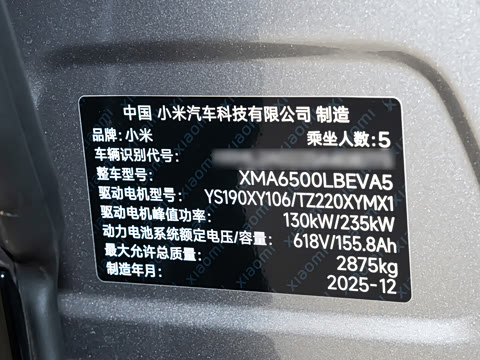 中国 小米汽车科技有限公司 制造
品牌: 小米 乘坐人数: 5
车辆识别代号:
整车型号: XMA6500LBEVA5
驱动电机型号: YS190XY106/TZ220XYMX1
驱动电机峰值功率: 130kW/235kW
动力电池系统额定电压/容量: 618V/155.8Ah
最大允许总质量: 2875kg
制造年月: 2025-12